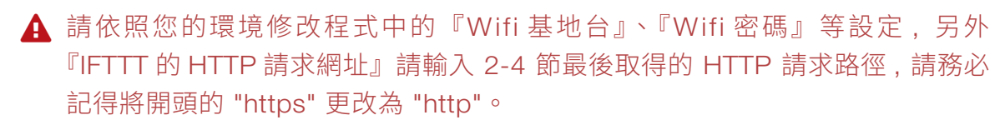 請依照您的環境修改程式中的『Wifi 基地台』、『Wifi 密碼』等設定, 另外
『IFTTT 的 HTTP 請求網址』請輸入 2-4 節最後取得的 HTTP 請求路徑, 請務必
記得將開頭的 "https" 更改為 "http"。